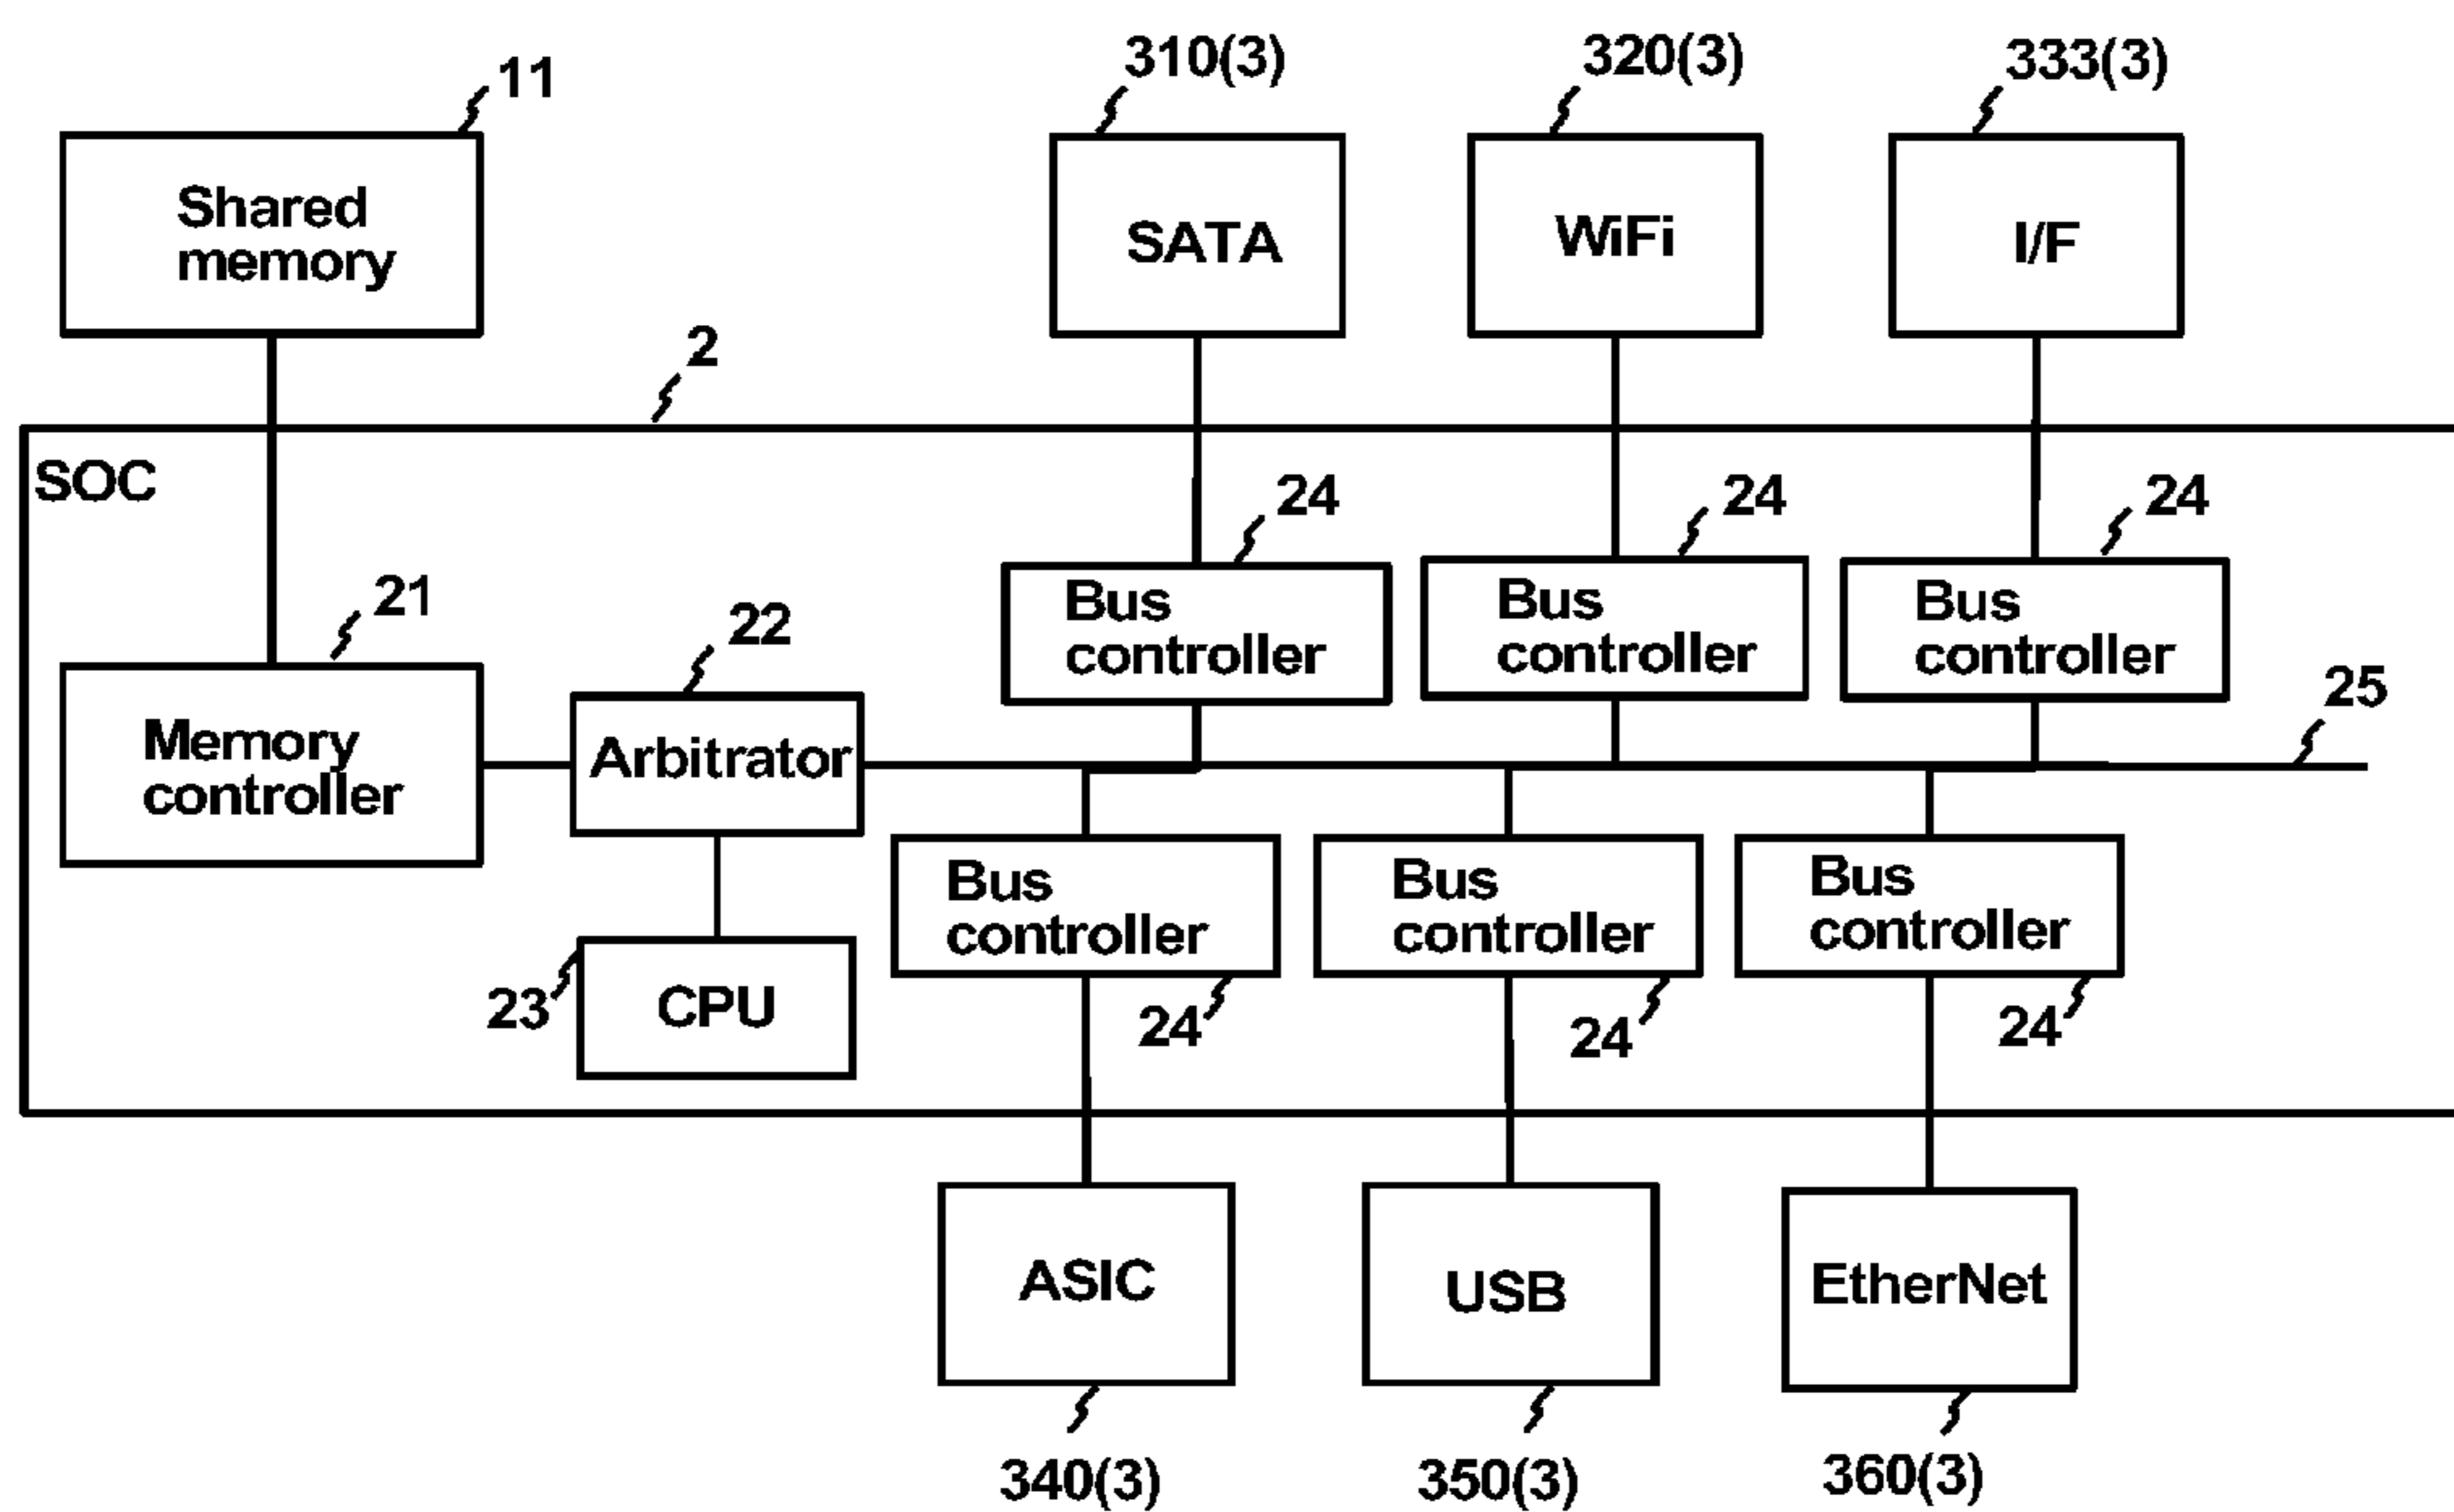 310(3)
320(3)
333(3)
11
Shared
memory
SATA
WiFi
I/F
2
SOC
24
24
24
21
22
Bus
controller
Bus
controller
Bus
controller
25
Memory
controller
Arbitrator
Bus
controller
Bus
controller
Bus
controller
23
CPU
24
24
24
ASIC
USB
EtherNet
340(3)
350(3)
360(3)